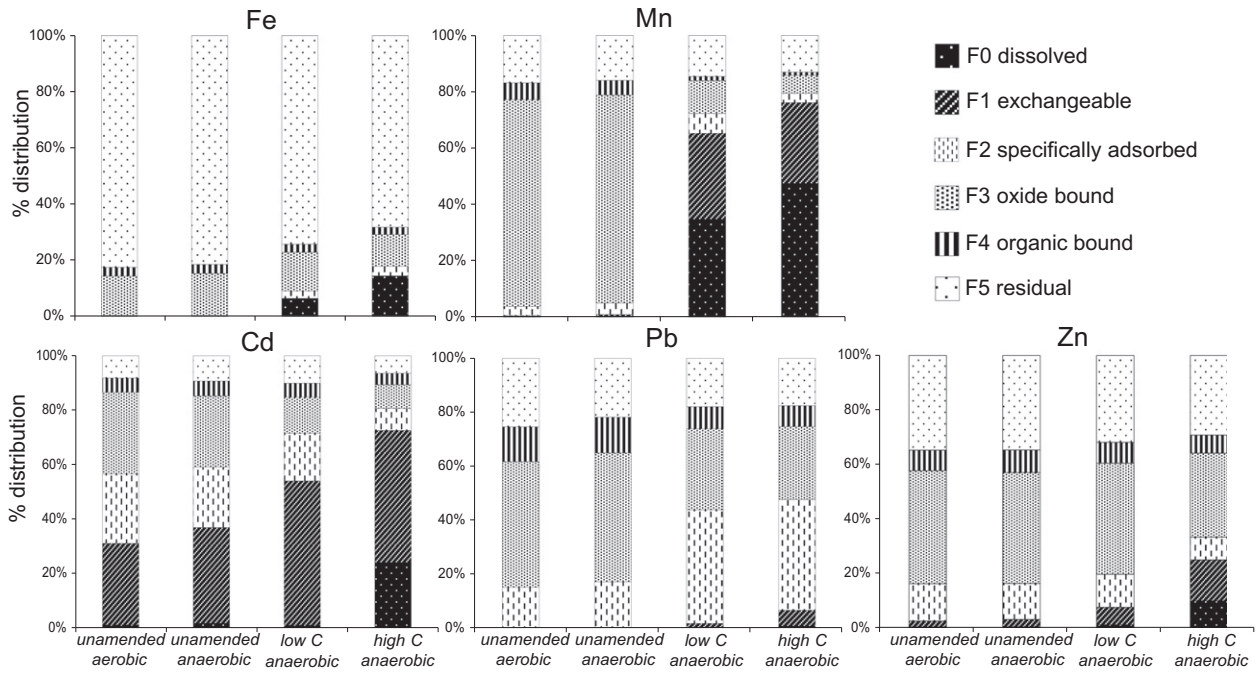 Fe
Mn
100%
80%
60%
40%
20%
0%
% distribution
100%
80%
60%
40%
20%
0%
F0 dissolved
F1 exchangeable
F2 specifically adsorbed
F3 oxide bound
F4 organic bound
F5 residual
Cd
Pb
Zn
100%
80%
60%
40%
20%
0%
% distribution
unamended
aerobic
unamended
anaerobic
low C
anaerobic
high C
anaerobic
100%
80%
60%
40%
20%
0%
unamended
aerobic
unamended
anaerobic
low C
anaerobic
high C
anaerobic
100%
80%
60%
40%
20%
0%
unamended
aerobic
unamended
anaerobic
low C
anaerobic
high C
anaerobic